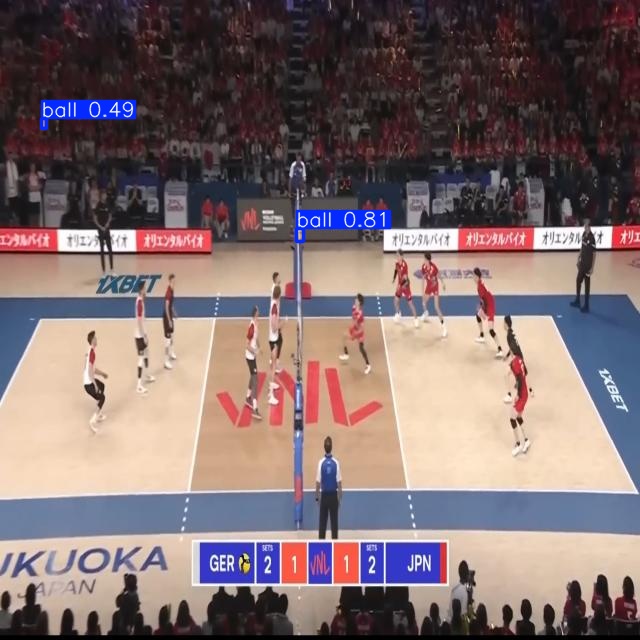 ball 0.49
ball 0.81
オリエンタルバイオ オリエンタルバイオ オリエンタルバイオ
オリエンタルバイオ オリエンタルバイオ オリエンタルバイオ オリ
1XBET
1XBET
VNL
UKUOKA
JAPAN
GER SETS 2 1 VNL 1 SETS 2 JPN